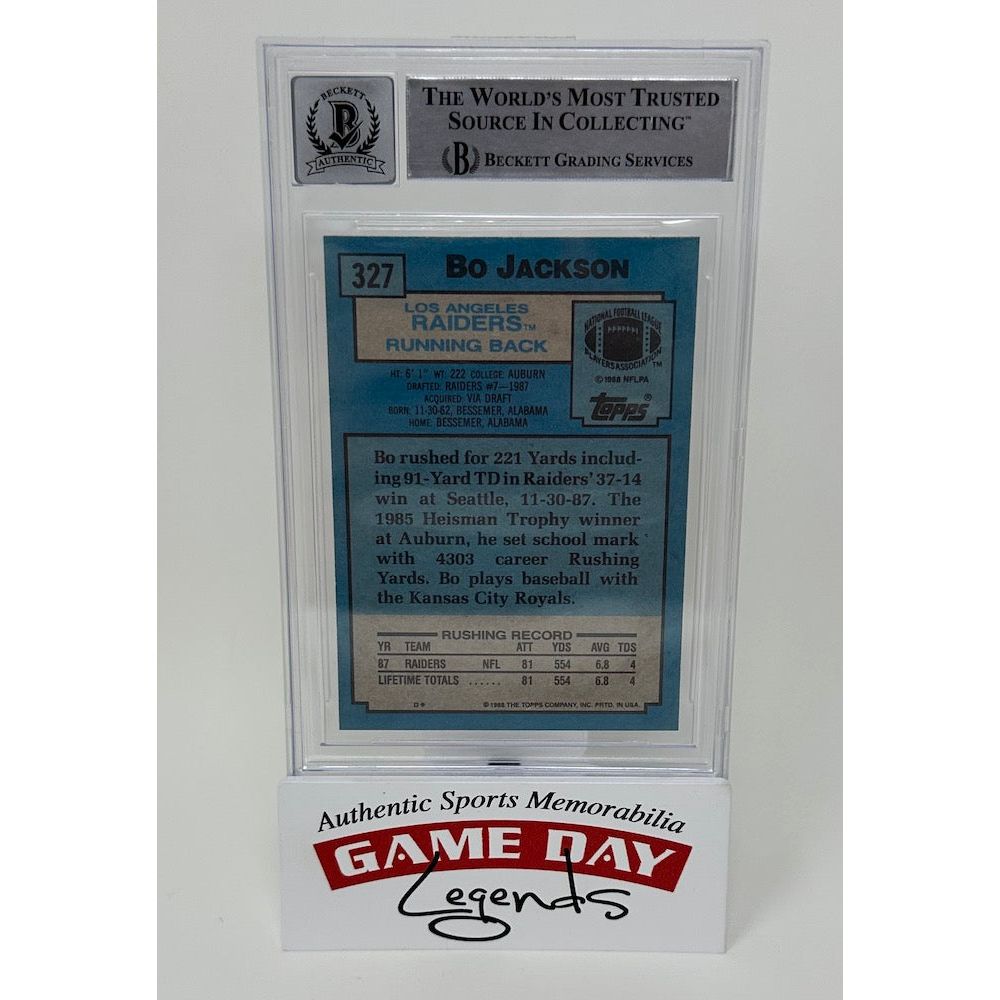 BECKETT
B
AUTHENTIC
THE WORLD'S MOST TRUSTED
SOURCE IN COLLECTING™
B BECKETT GRADING SERVICES
327
BO JACKSON
LOS ANGELES
RAIDERS™
RUNNING BACK
NATIONAL FOOTBALL LEAGUE
PLAYERS ASSOCIATION™
© 1988 NFLPA
topps®
HT: 6' 1" WT: 222 COLLEGE: AUBURN
DRAFTED: RAIDERS #7—1987
ACQUIRED: VIA DRAFT
BORN: 11-30-62, BESSEMER, ALABAMA
HOME: BESSEMER, ALABAMA
Bo rushed for 221 Yards includ-
ing 91-Yard TD in Raiders' 37-14
win at Seattle, 11-30-87. The
1985 Heisman Trophy winner
at Auburn, he set school mark
with 4303 career Rushing
Yards. Bo plays baseball with
the Kansas City Royals.
RUSHING RECORD
YR TEAM ATT YDS AVG TDS
87 RAIDERS NFL 81 554 6.8 4
LIFETIME TOTALS ...... 81 554 6.8 4
D* © 1988 THE TOPPS COMPANY, INC. PRTD. IN U.S.A.
Authentic Sports Memorabilia
GAME DAY
Legends